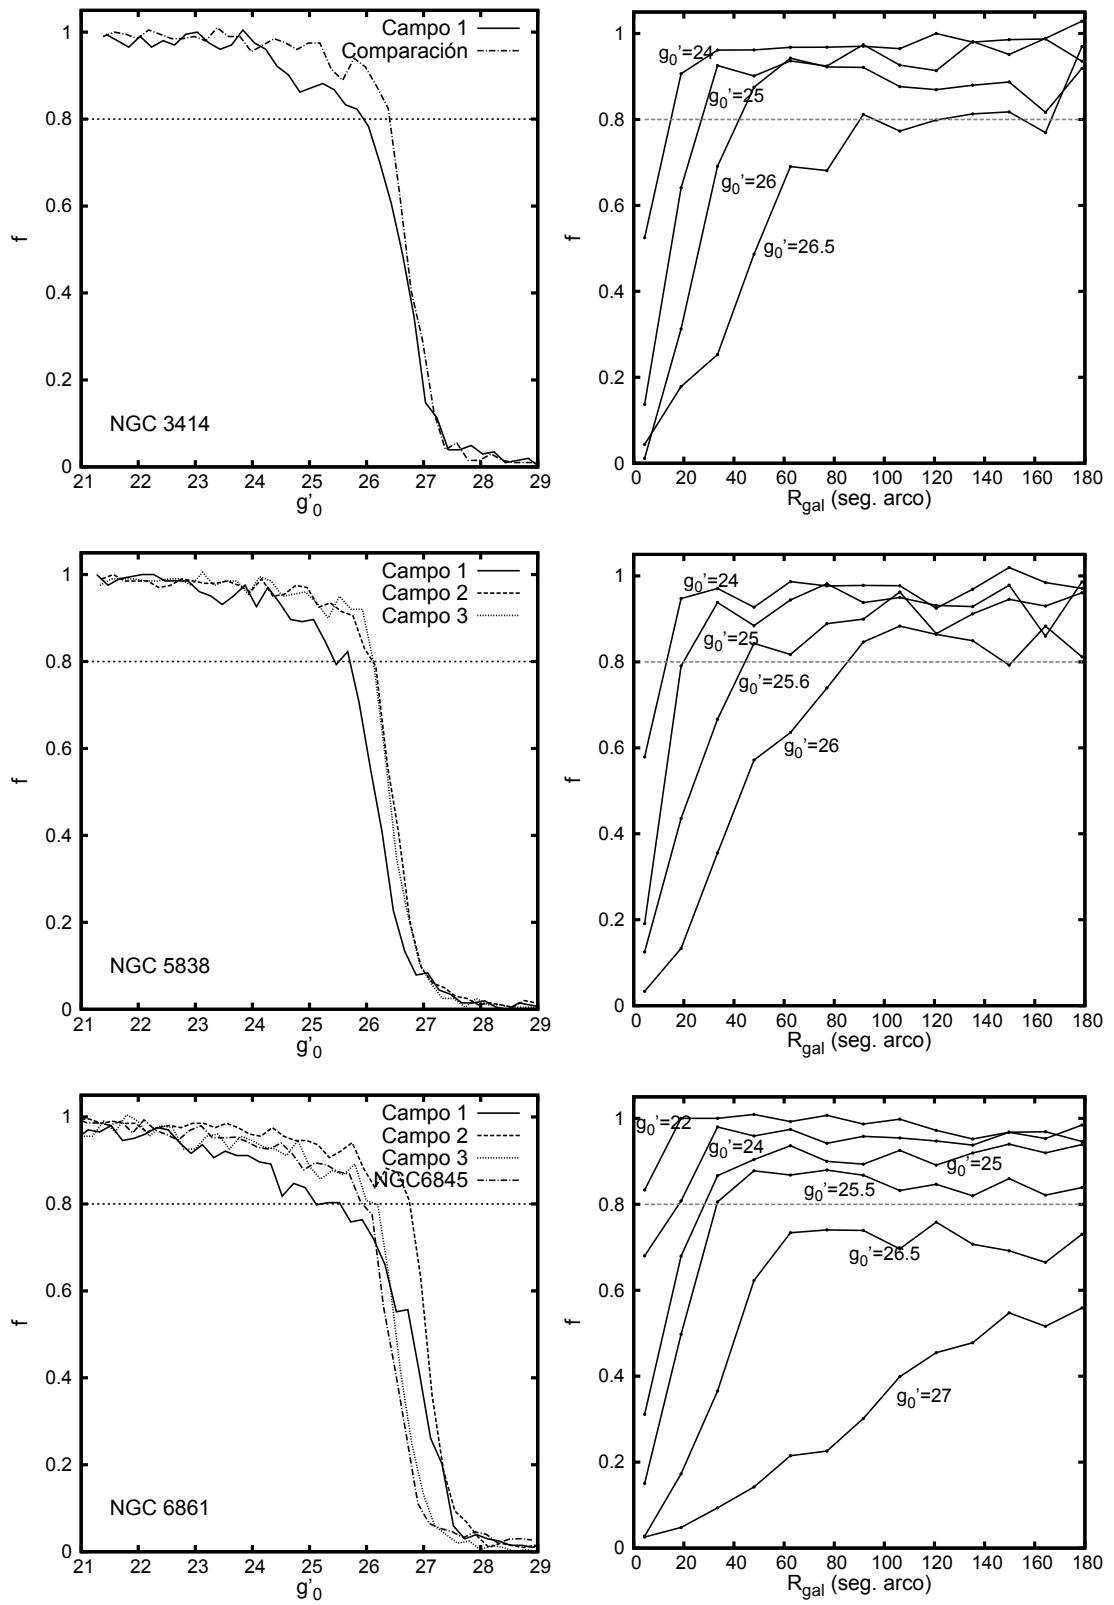 Campo 1
Comparación
1
0.8
0.6
0.4
0.2
0
f
NGC 3414
21 22 23 24 25 26 27 28 29
g'0
1
0.8
0.6
0.4
0.2
0
f
g0'=24
g0'=25
g0'=26
g0'=26.5
0 20 40 60 80 100 120 140 160 180
Rgal (seg. arco)
Campo 1
Campo 2
Campo 3
1
0.8
0.6
0.4
0.2
0
f
NGC 5838
21 22 23 24 25 26 27 28 29
g'0
1
0.8
0.6
0.4
0.2
0
f
g0'=24
g0'=25
g0'=25.6
g0'=26
0 20 40 60 80 100 120 140 160 180
Rgal (seg. arco)
Campo 1
Campo 2
Campo 3
NGC6845
1
0.8
0.6
0.4
0.2
0
f
NGC 6861
21 22 23 24 25 26 27 28 29
g'0
1
0.8
0.6
0.4
0.2
0
f
g0'=22
g0'=24
g0'=25
g0'=25.5
g0'=26.5
g0'=27
0 20 40 60 80 100 120 140 160 180
Rgal (seg. arco)